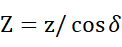 Z = z/ cos δ